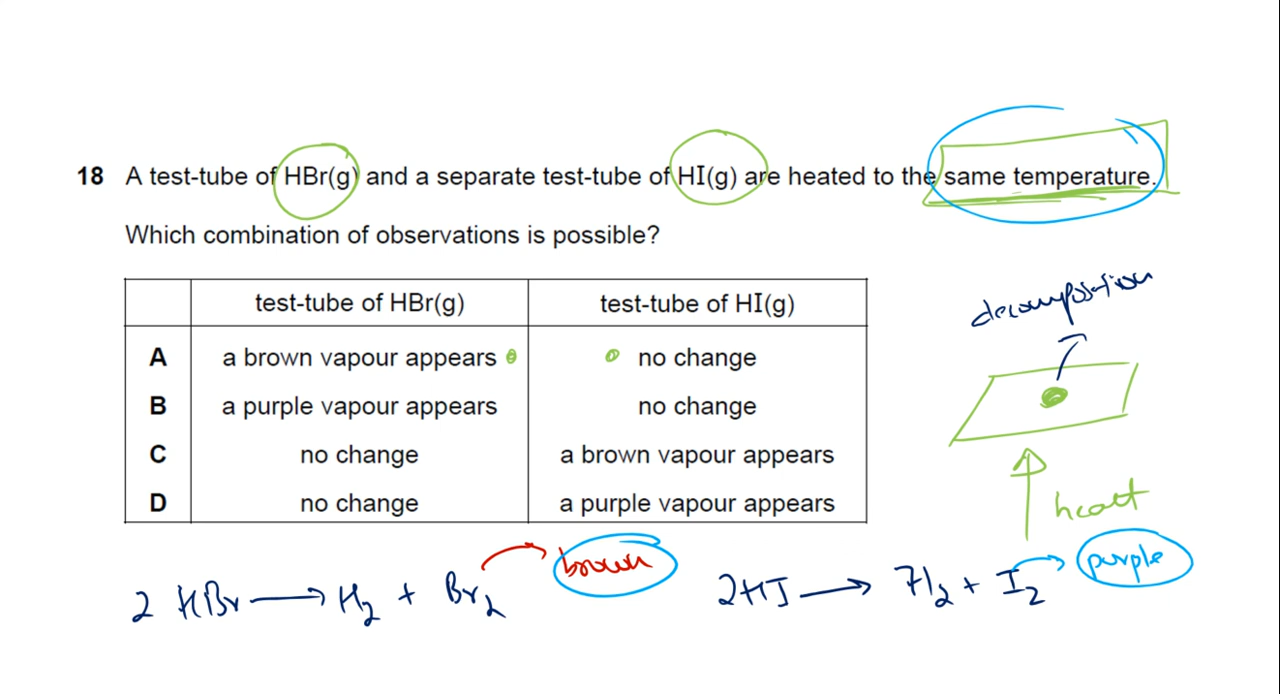 18 A test-tube of HBr(g) and a separate test-tube of HI(g) are heated to the same temperature.
Which combination of observations is possible?
test-tube of HBr(g) test-tube of HI(g)
A a brown vapour appears no change
B a purple vapour appears no change
C no change a brown vapour appears
D no change a purple vapour appears
decomposition
heat
2 HBr → H₂ + Br₂ brown
2HI → H₂ + I₂ purple